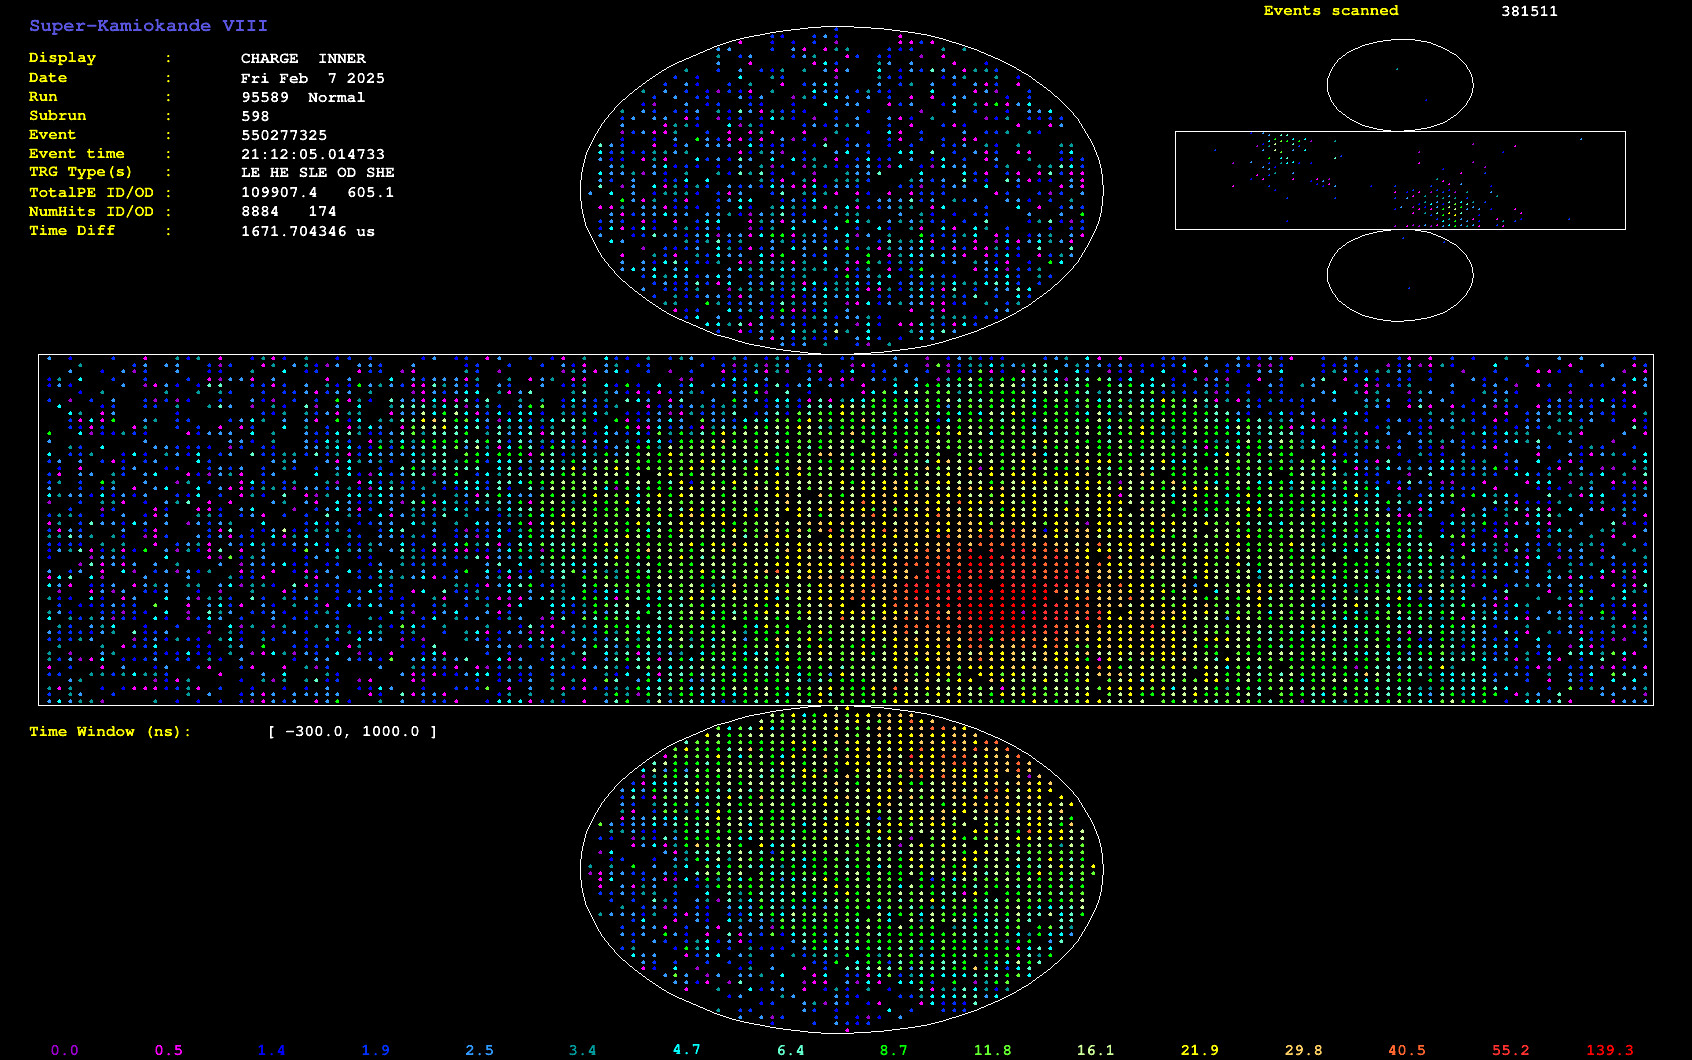 Super-Kamiokande VIII
Events scanned 381511
Display : CHARGE INNER
Date : Fri Feb 7 2025
Run : 95589 Normal
Subrun : 598
Event : 550277325
Event time : 21:12:05.014733
TRG Type(s) : LE HE SLE OD SHE
TotalPE ID/OD : 109907.4 605.1
NumHits ID/OD : 8884 174
Time Diff : 1671.704346 us
Time Window (ns): [ -300.0, 1000.0 ]
0.0 0.5 1.4 1.9 2.5 3.4 4.7 6.4 8.7 11.8 16.1 21.9 29.8 40.5 55.2 139.3